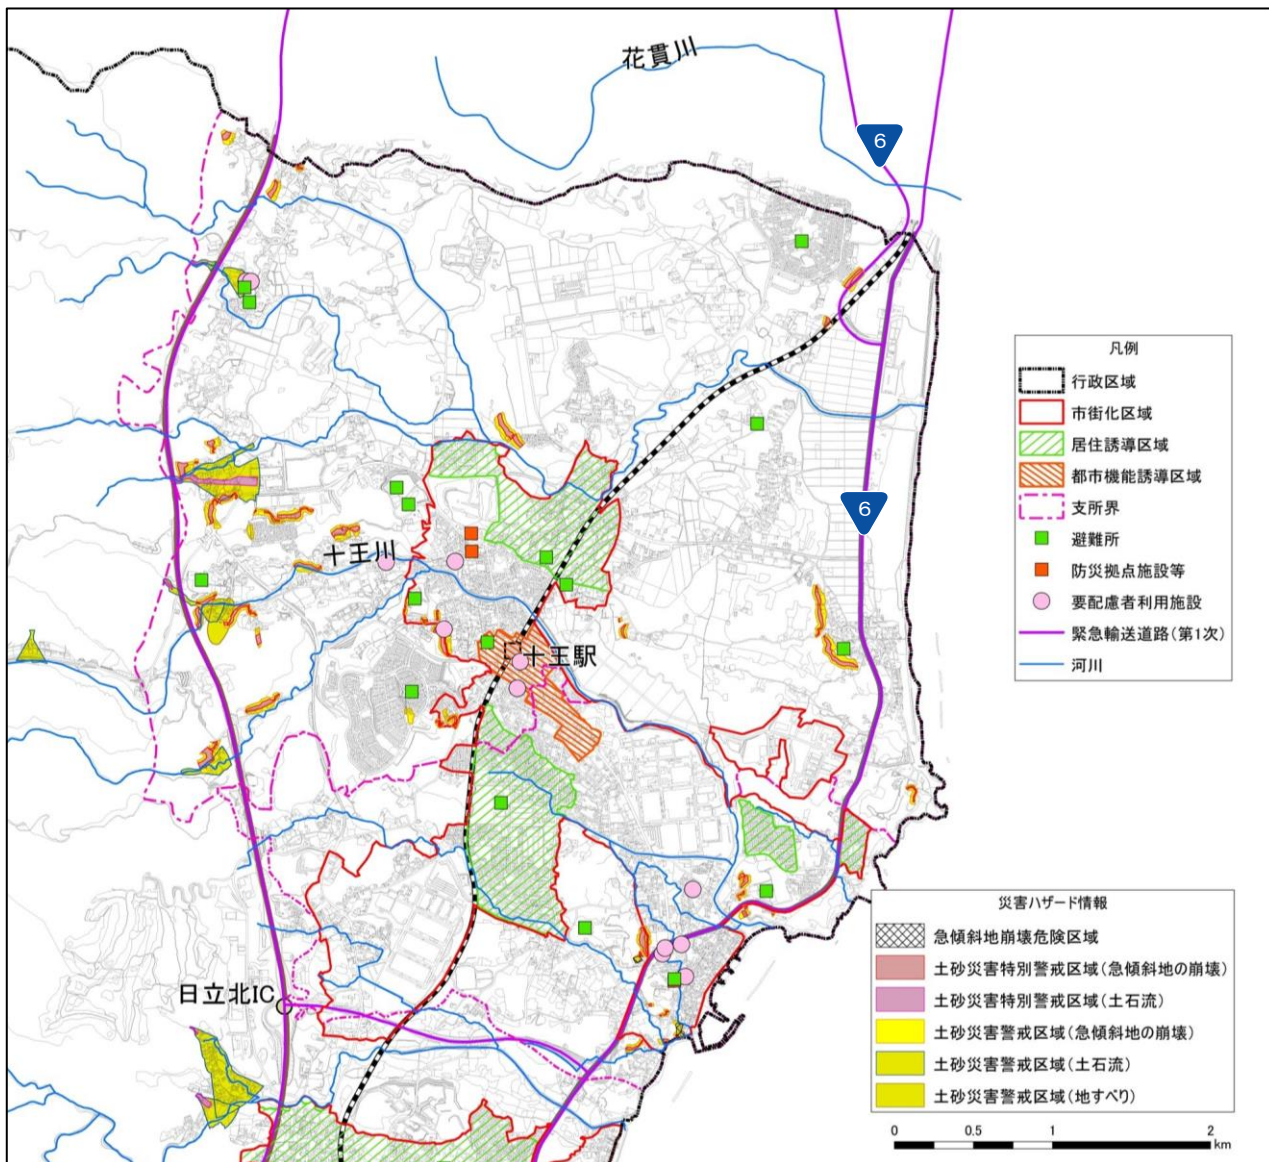 花貫川
6
凡例
行政区域
市街化区域
居住誘導区域
都市機能誘導区域
支所界
避難所
防災拠点施設等
要配慮者利用施設
緊急輸送道路(第1次)
河川
6
十王川
十王駅
日立北IC
災害ハザード情報
急傾斜地崩壊危険区域
土砂災害特別警戒区域(急傾斜地の崩壊)
土砂災害特別警戒区域(土石流)
土砂災害警戒区域(急傾斜地の崩壊)
土砂災害警戒区域(土石流)
土砂災害警戒区域(地すべり)
0 0.5 1 2
km